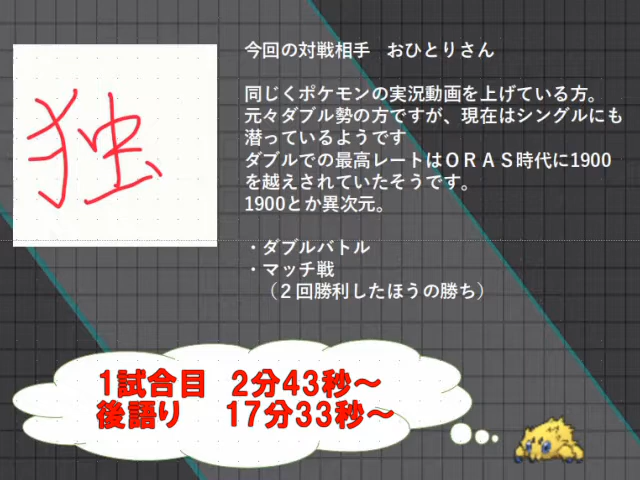 独
今回の対戦相手　おひとりさん
同じくポケモンの実況動画を上げている方。
元々ダブル勢の方ですが、現在はシングルにも
潜っているようです
ダブルでの最高レートはＯＲＡＳ時代に1900
を越えされていたそうです。
1900とか異次元。
・ダブルバトル
・マッチ戦
（２回勝利したほうの勝ち）
1試合目　2分43秒～
後語り　17分33秒～